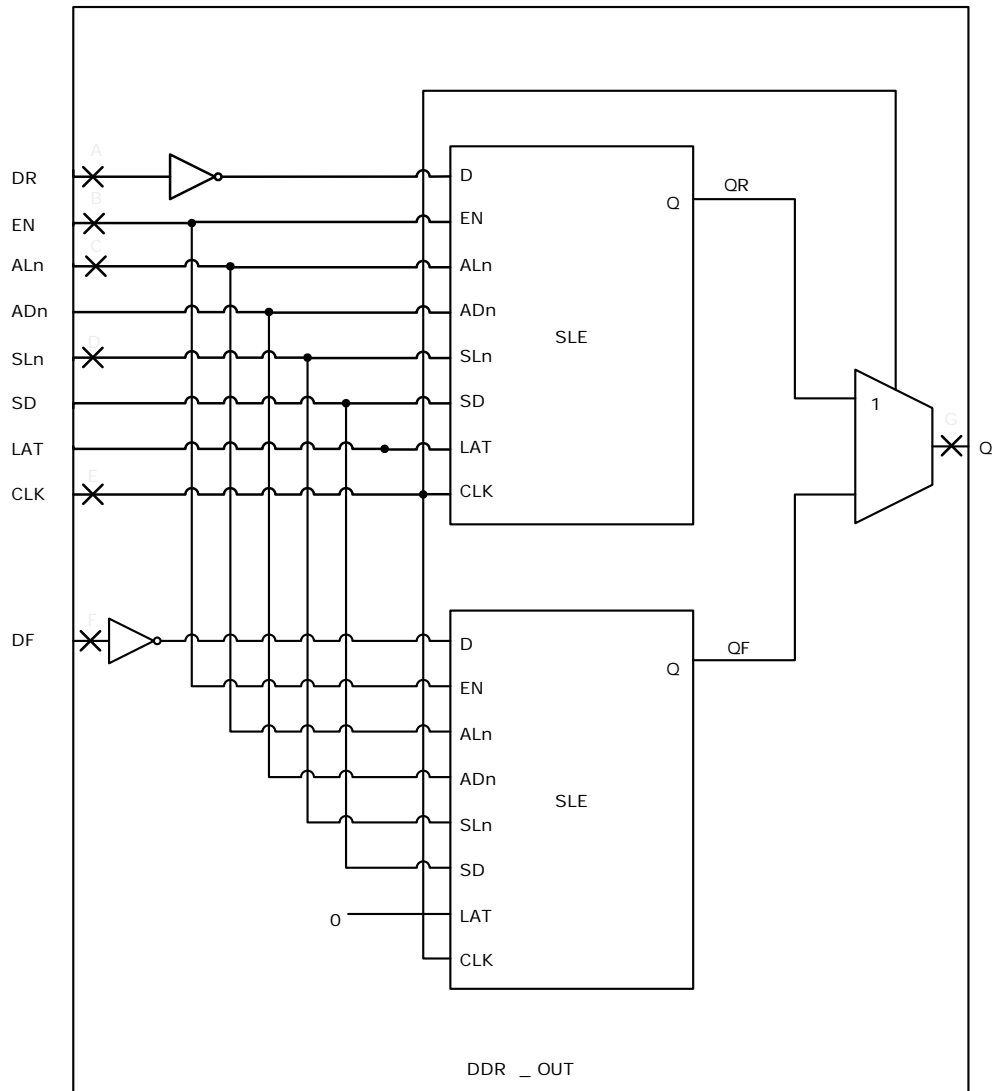 A
DR
B
EN
C
ALn
ADn
D
SLn
SD
LAT
E
CLK
D
EN
ALn
ADn
SLn
SD
LAT
CLK
SLE
Q
QR
1
G
Q
F
DF
D
EN
ALn
ADn
SLn
SD
0
LAT
CLK
SLE
Q
QF
DDR _ OUT